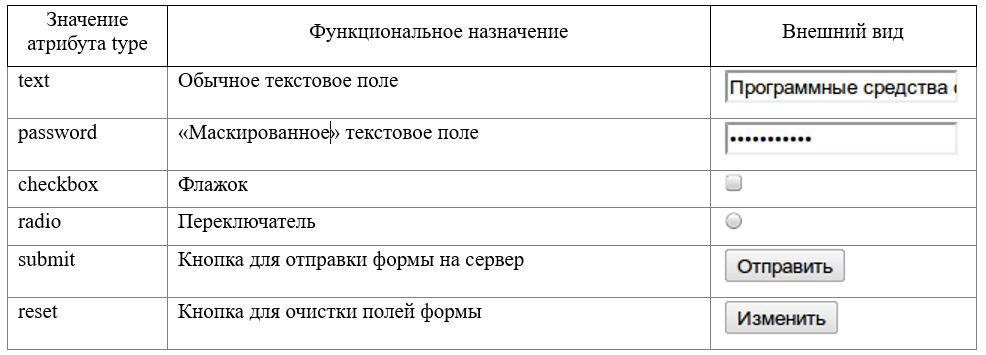 Значение
атрибута type
Функциональное назначение
Внешний вид
text
Обычное текстовое поле
Программные средства
password
«Маскированное» текстовое поле
•••••••••••
checkbox
Флажок
radio
Переключатель
submit
Кнопка для отправки формы на сервер
Отправить
reset
Кнопка для очистки полей формы
Изменить